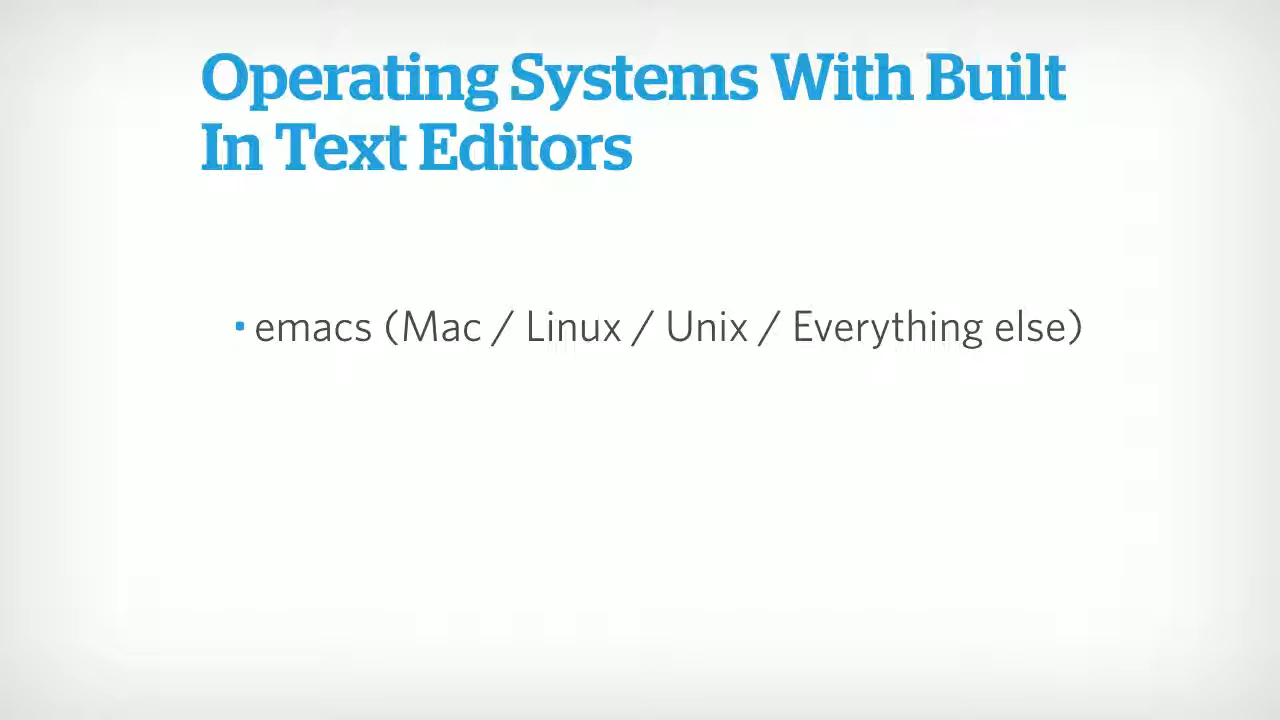 Operating Systems With Built
In Text Editors
• emacs (Mac / Linux / Unix / Everything else)